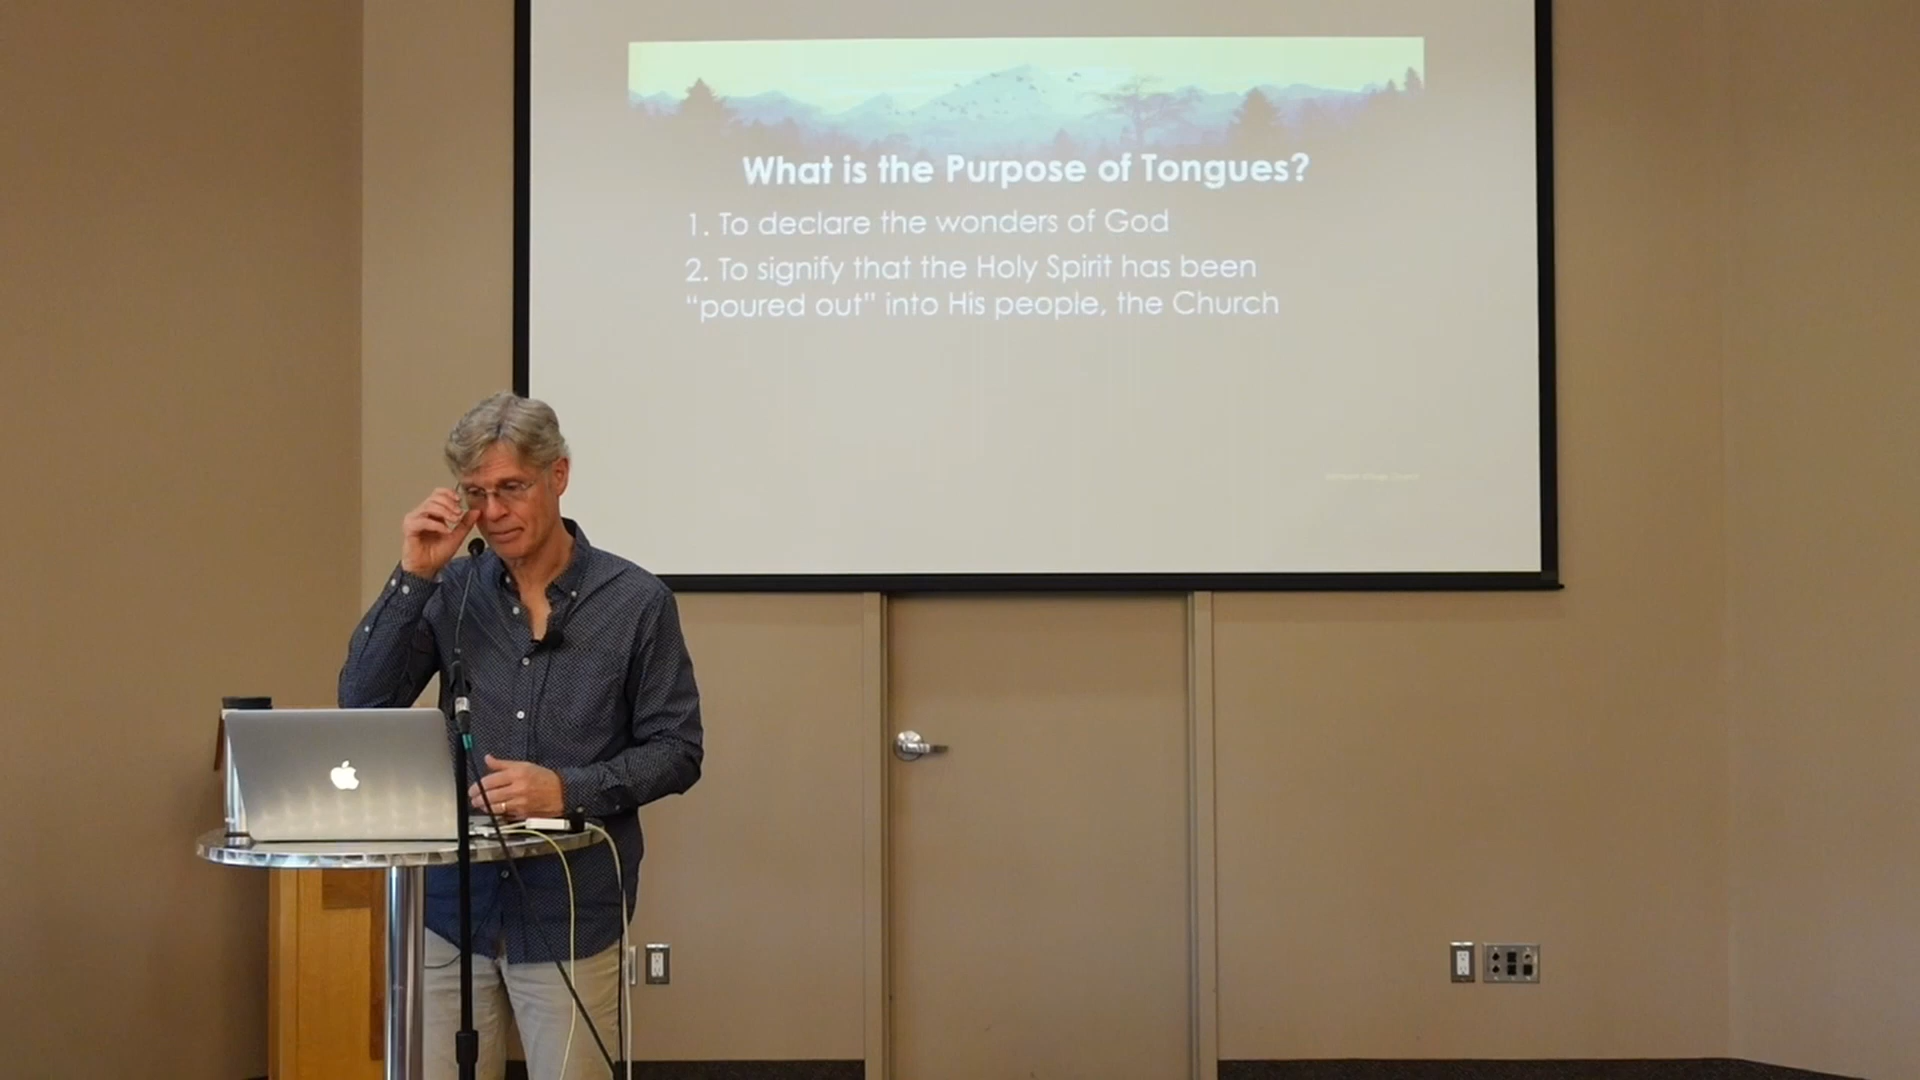 What is the Purpose of Tongues?
1. To declare the wonders of God
2. To signify that the Holy Spirit has been
“poured out” into His people, the Church